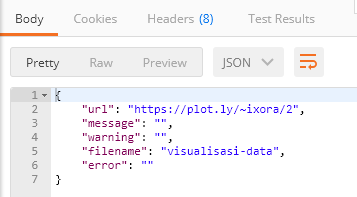 Body Cookies Headers (8) Test Results
Pretty Raw Preview JSON
1 {
2 "url": "https://plot.ly/~ixora/2",
3 "message": "",
4 "warning": "",
5 "filename": "visualisasi-data",
6 "error": ""
7 }